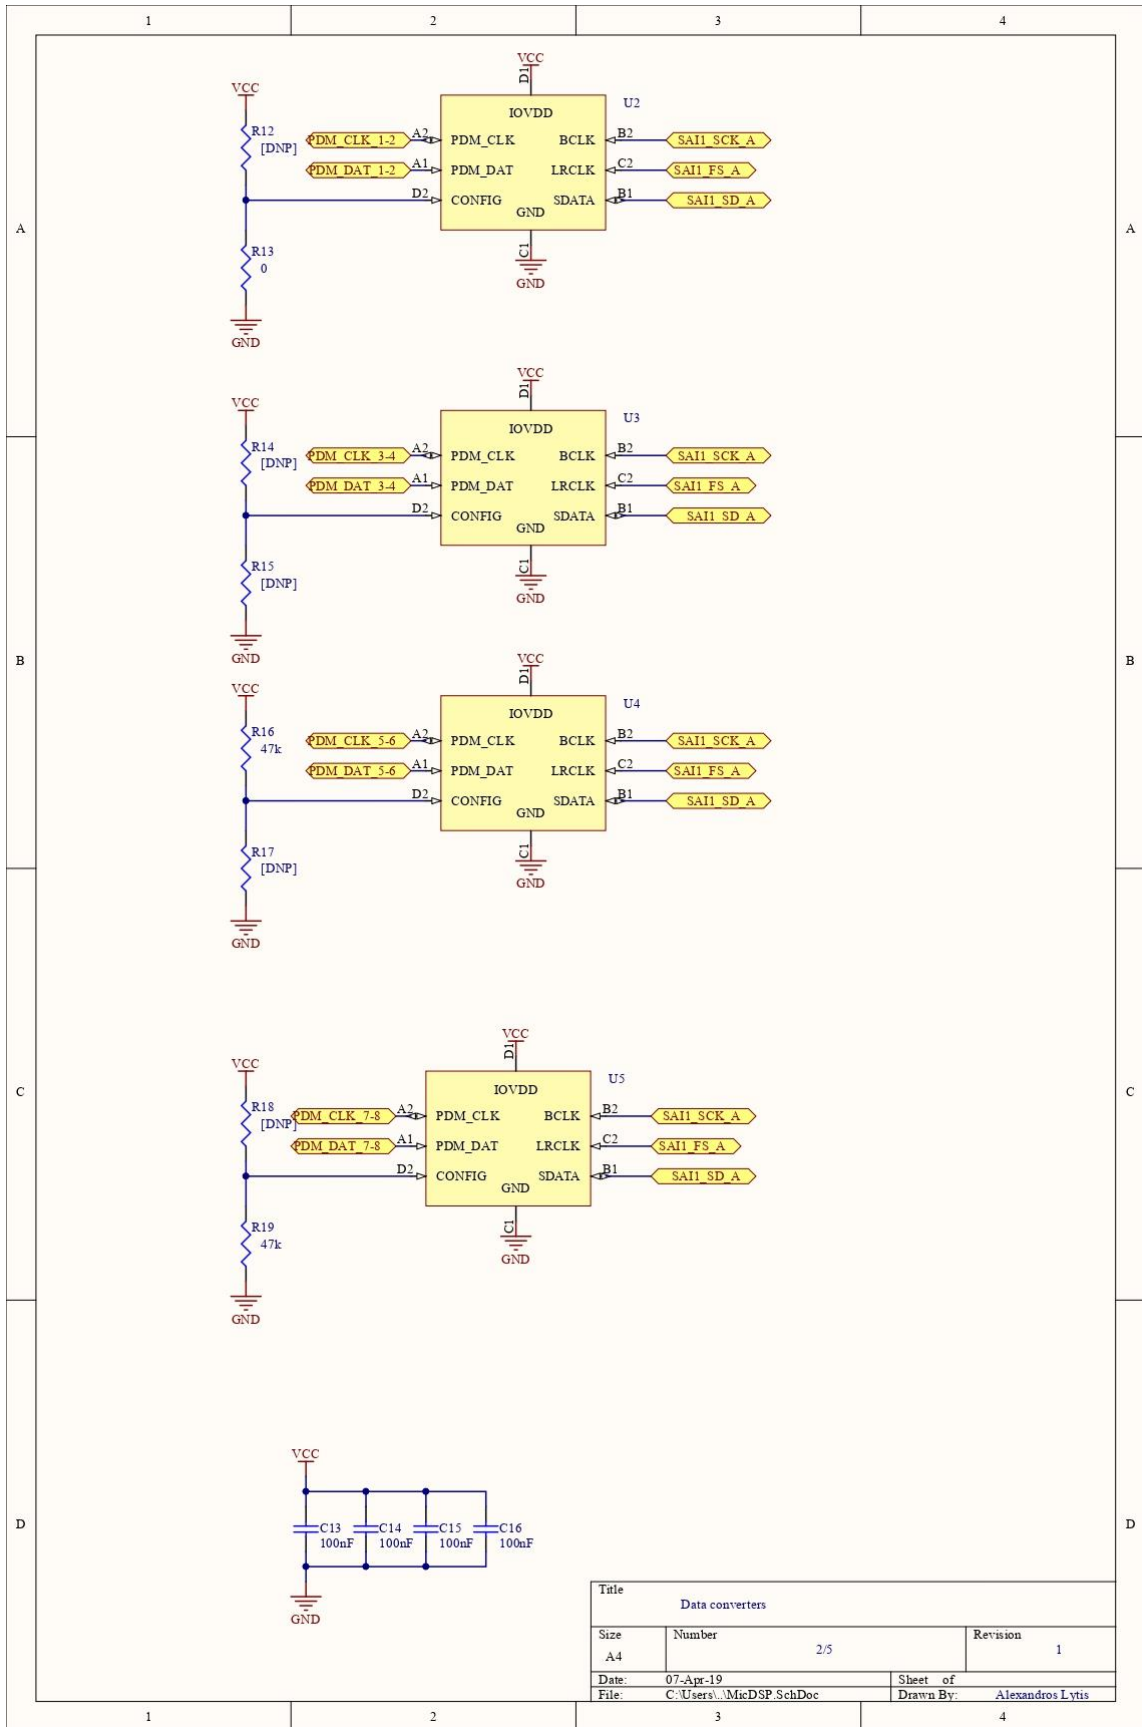 1 2 3 4
A A
B B
C C
D D
VCC
R12
[DNP]
R13
0
GND
VCC
D1
IOVDD
U2
PDM_CLK_1-2 A2 PDM_CLK BCLK B2 SAI1_SCK_A
PDM_DAT_1-2 A1 PDM_DAT LRCLK C2 SAI1_FS_A
D2 CONFIG SDATA B1 SAI1_SD_A
GND
C1
GND
VCC
R14
[DNP]
R15
[DNP]
GND
VCC
D1
IOVDD
U3
PDM_CLK_3-4 A2 PDM_CLK BCLK B2 SAI1_SCK_A
PDM_DAT_3-4 A1 PDM_DAT LRCLK C2 SAI1_FS_A
D2 CONFIG SDATA B1 SAI1_SD_A
GND
C1
GND
VCC
R16
47k
R17
[DNP]
GND
VCC
D1
IOVDD
U4
PDM_CLK_5-6 A2 PDM_CLK BCLK B2 SAI1_SCK_A
PDM_DAT_5-6 A1 PDM_DAT LRCLK C2 SAI1_FS_A
D2 CONFIG SDATA B1 SAI1_SD_A
GND
C1
GND
VCC
R18
[DNP]
R19
47k
GND
VCC
D1
IOVDD
U5
PDM_CLK_7-8 A2 PDM_CLK BCLK B2 SAI1_SCK_A
PDM_DAT_7-8 A1 PDM_DAT LRCLK C2 SAI1_FS_A
D2 CONFIG SDATA B1 SAI1_SD_A
GND
C1
GND
VCC
C13 C14 C15 C16
100nF 100nF 100nF 100nF
GND
Title
Data converters
Size Number Revision
A4 2/5 1
Date: 07-Apr-19 Sheet of
File: C:\Users\..\MicDSP.SchDoc Drawn By: Alexandros Lytis
1 2 3 4